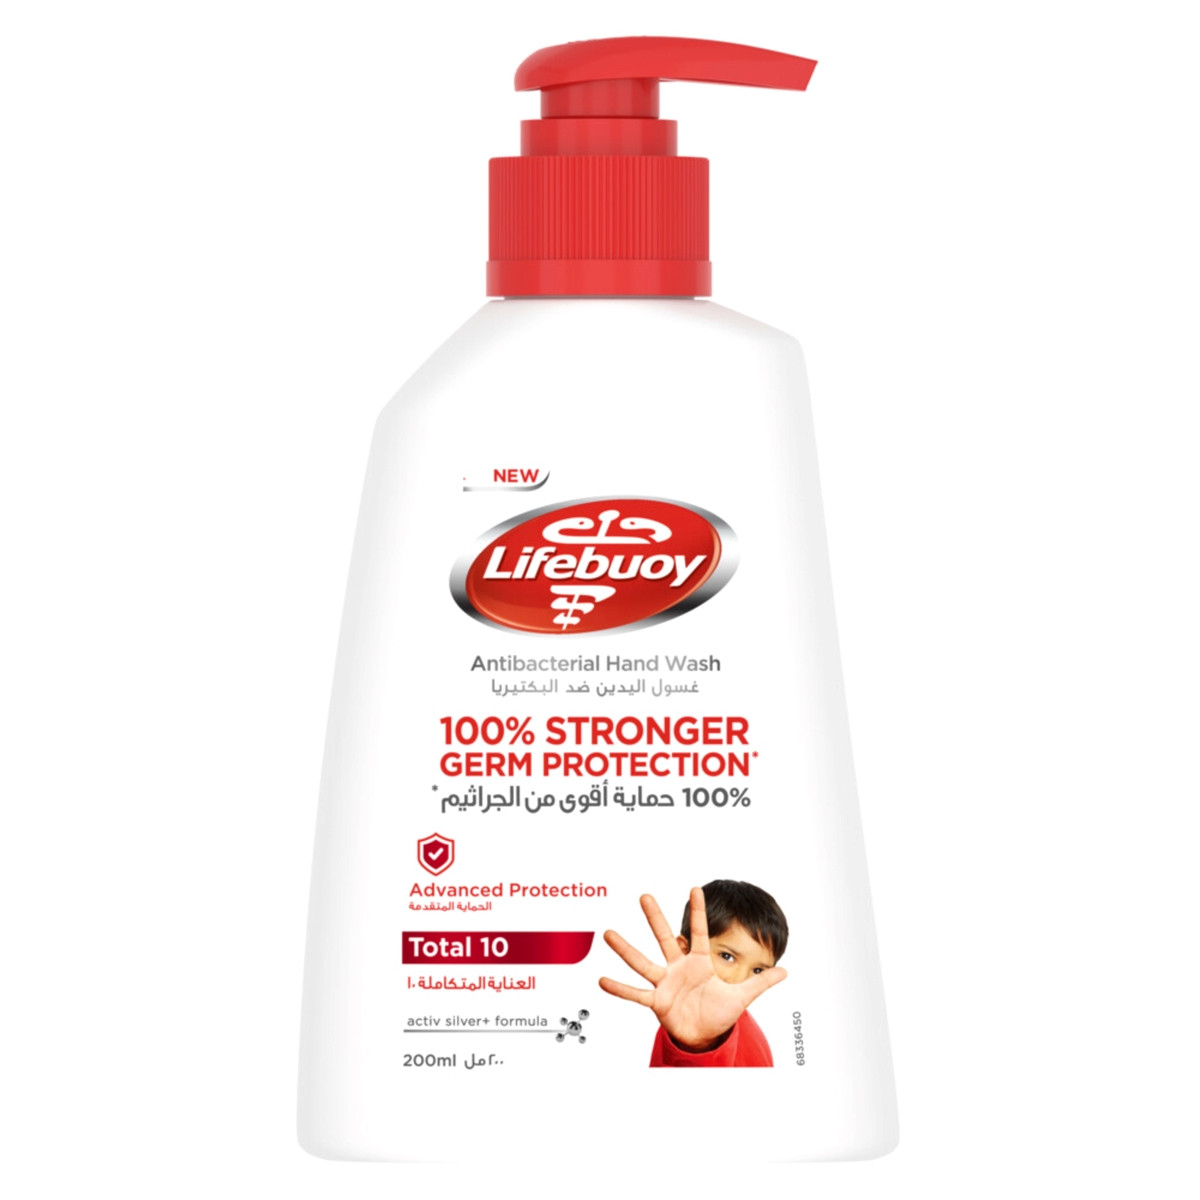 NEW
Lifebuoy
Antibacterial Hand Wash
غسول اليدين ضد البكتيريا
100% STRONGER
GERM PROTECTION*
100% حماية أقوى من الجراثيم*
Advanced Protection
الحماية المتقدمة
Total 10
العناية المتكاملة ١٠
activ silver+ formula
200ml ٢٠٠مل
68336450